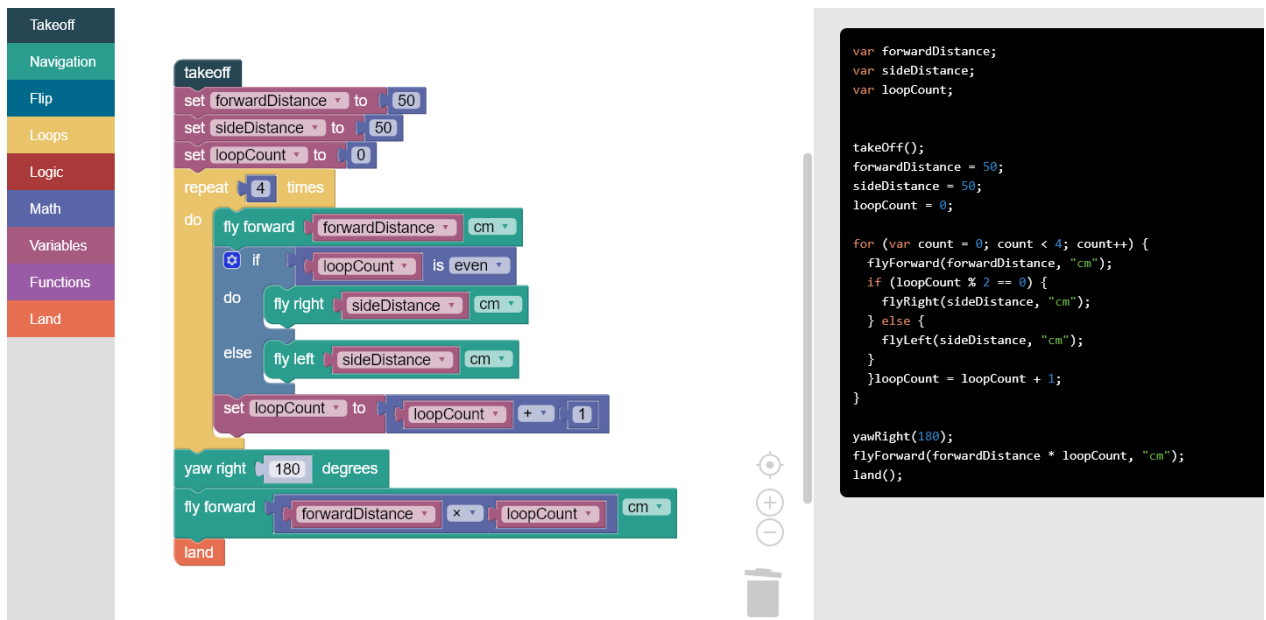 Takeoff
Navigation
Flip
Loops
Logic
Math
Variables
Functions
Land
takeoff
set forwardDistance to 50
set sideDistance to 50
set loopCount to 0
repeat 4 times
do fly forward forwardDistance cm
if loopCount is even
do fly right sideDistance cm
else fly left sideDistance cm
set loopCount to loopCount + 1
yaw right 180 degrees
fly forward forwardDistance × loopCount cm
land
var forwardDistance;
var sideDistance;
var loopCount;
takeOff();
forwardDistance = 50;
sideDistance = 50;
loopCount = 0;
for (var count = 0; count < 4; count++) {
flyForward(forwardDistance, "cm");
if (loopCount % 2 == 0) {
flyRight(sideDistance, "cm");
} else {
flyLeft(sideDistance, "cm");
}
}loopCount = loopCount + 1;
}
yawRight(180);
flyForward(forwardDistance * loopCount, "cm");
land();